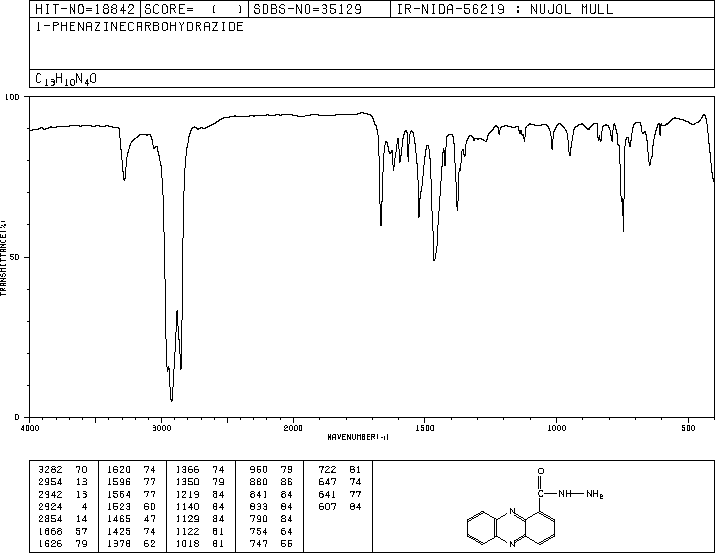 HIT-NO=18842 SCORE= ( ) SDBS-NO=35129 IR-NIDA-56219 : NUJOL MULL
1-PHENAZINECARBOHYDRAZIDE
C13H10N4O
100
50
0
TRANSMITTANCE(%)
4000 3000 2000 1500 1000 500
WAVENUMBER(-1)
3282 70 1620 74 1366 74 960 79 722 81
2954 13 1596 77 1350 79 880 86 647 74
2942 13 1564 77 1219 84 841 84 641 77
2924 4 1523 60 1140 84 833 84 607 84
2854 14 1465 47 1129 84 790 84
1666 57 1425 74 1122 81 754 64
1626 79 1378 62 1018 81 747 55
O
C NH NH2
N
N